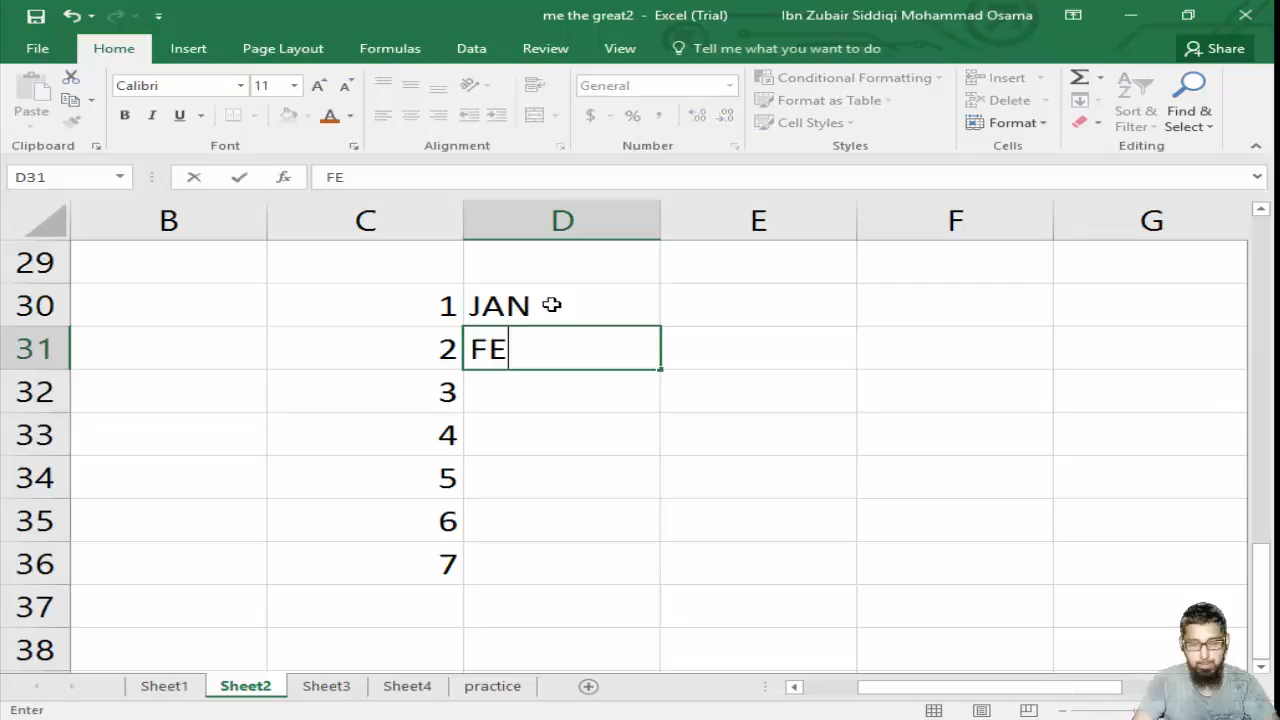 me the great2 - Excel (Trial) Ibn Zubair Siddiqi Mohammad Osama
File Home Insert Page Layout Formulas Data Review View Tell me what you want to do Share
Paste
Calibri 11
B I U
General
$ % ,
Conditional Formatting
Format as Table
Cell Styles
Insert
Delete
Format
Sort & Filter
Find & Select
Clipboard Font Alignment Number Styles Cells Editing
D31 fx FE
B C D E F G
29
30 1 JAN
31 2 FE
32 3
33 4
34 5
35 6
36 7
37
38
Sheet1 Sheet2 Sheet3 Sheet4 practice
Enter